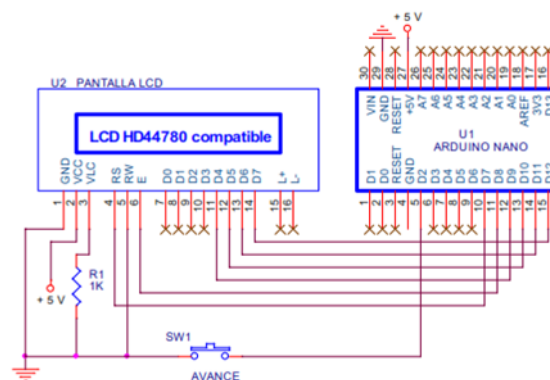 + 5 V
U2 PANTALLA LCD
30 29 28 27 26 25 24 23 22 21 20 19 18 17 16
VIN GND RESET +5V A7 A6 A5 A4 A3 A2 A1 A0 AREF 3V3 D13
LCD HD44780 compatible
U1
ARDUINO NANO
GND VCC VLC RS RW E D0 D1 D2 D3 D4 D5 D6 D7 L+ L-
1 2 3 4 5 6 7 8 9 10 11 12 13 14 15 16
D1 D0 RESET GND D2 D3 D4 D5 D6 D7 D8 D9 D10 D11
1 2 3 4 5 6 7 8 9 10 11 12 13 14 15
R1
1K
+ 5 V
SW1
AVANCE